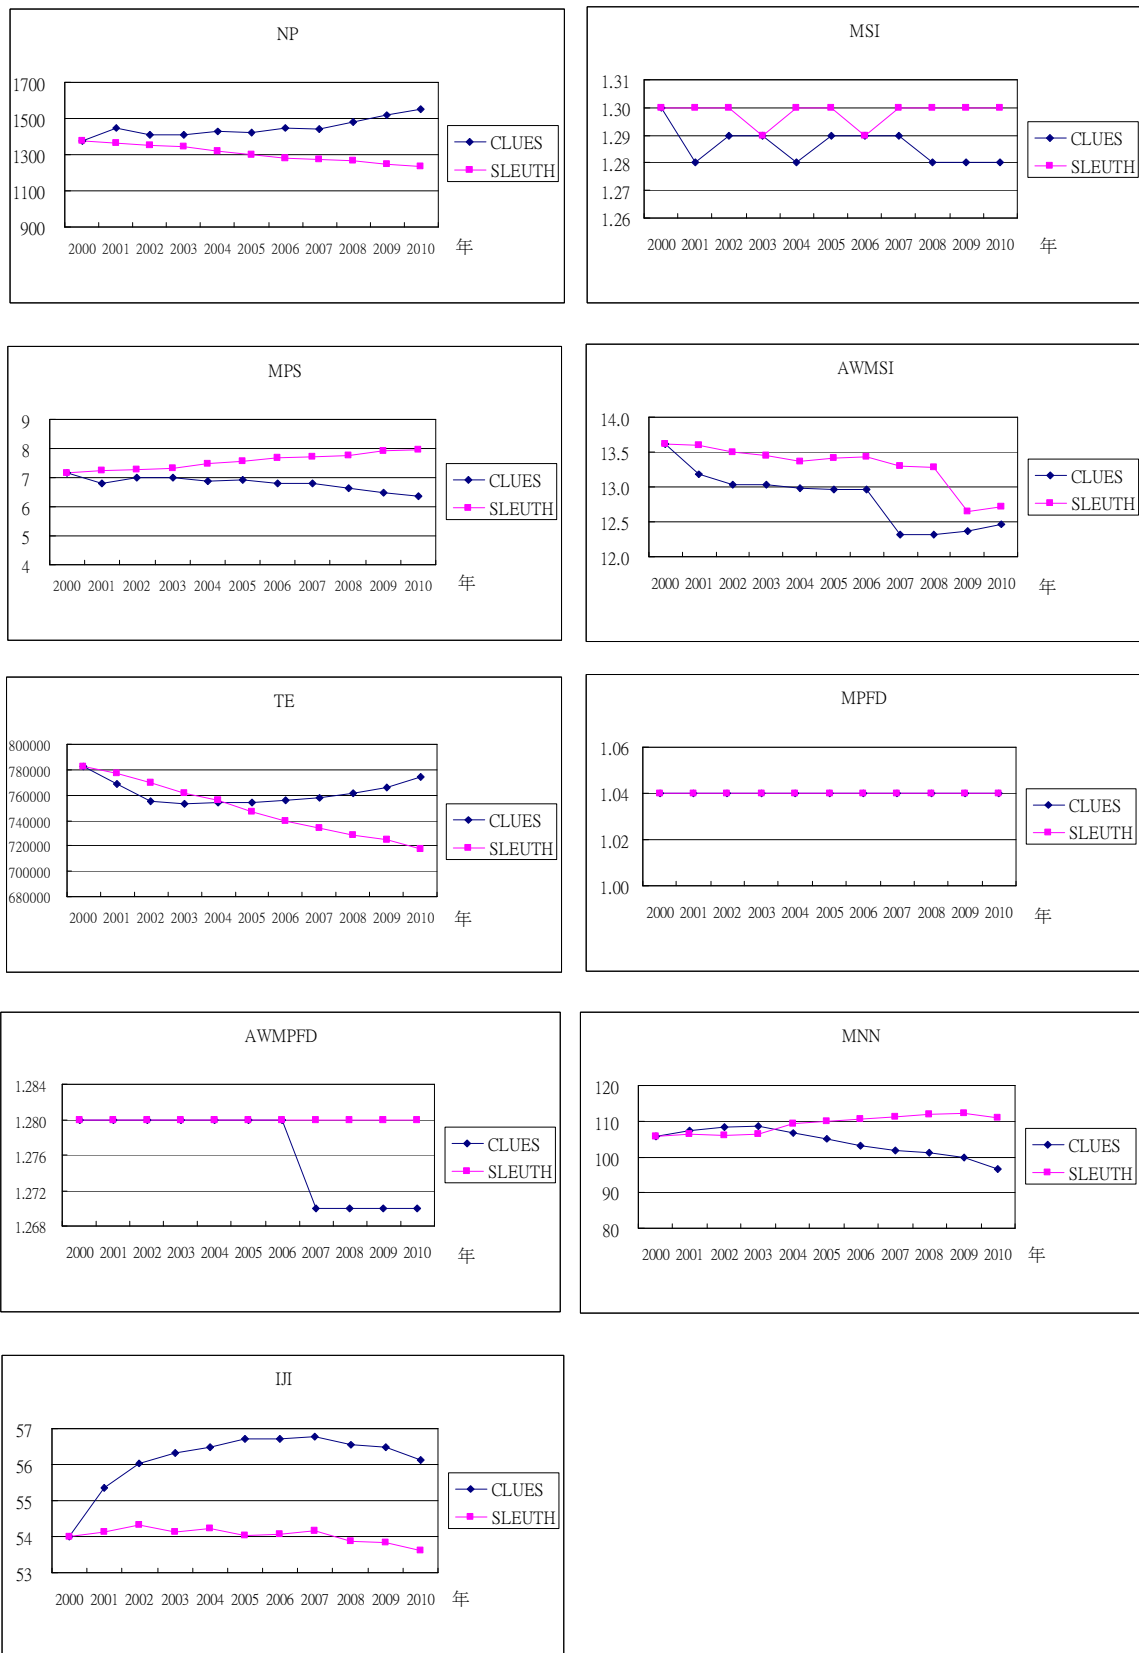 NP
1700
1500
1300
1100
900
2000 2001 2002 2003 2004 2005 2006 2007 2008 2009 2010 年
CLUES
SLEUTH
MSI
1.31
1.30
1.29
1.28
1.27
1.26
2000 2001 2002 2003 2004 2005 2006 2007 2008 2009 2010 年
CLUES
SLEUTH
MPS
9
8
7
6
5
4
2000 2001 2002 2003 2004 2005 2006 2007 2008 2009 2010 年
CLUES
SLEUTH
AWMSI
14.0
13.5
13.0
12.5
12.0
2000 2001 2002 2003 2004 2005 2006 2007 2008 2009 2010 年
CLUES
SLEUTH
TE
800000
780000
760000
740000
720000
700000
680000
2000 2001 2002 2003 2004 2005 2006 2007 2008 2009 2010 年
CLUES
SLEUTH
MPFD
1.06
1.04
1.02
1.00
2000 2001 2002 2003 2004 2005 2006 2007 2008 2009 2010 年
CLUES
SLEUTH
AWMPFD
1.284
1.280
1.276
1.272
1.268
2000 2001 2002 2003 2004 2005 2006 2007 2008 2009 2010 年
CLUES
SLEUTH
MNN
120
110
100
90
80
2000 2001 2002 2003 2004 2005 2006 2007 2008 2009 2010 年
CLUES
SLEUTH
IJI
57
56
55
54
53
2000 2001 2002 2003 2004 2005 2006 2007 2008 2009 2010 年
CLUES
SLEUTH